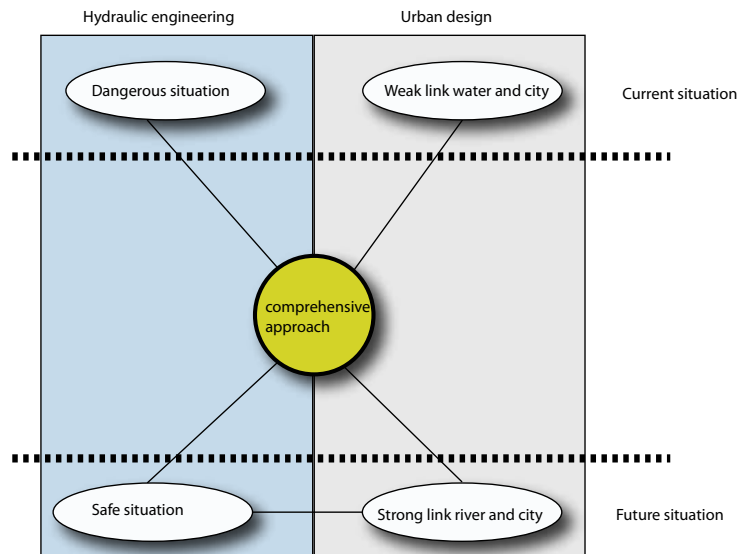 Hydraulic engineering
Urban design
Dangerous situation
Weak link water and city
Current situation
comprehensive
approach
Safe situation
Strong link river and city
Future situation